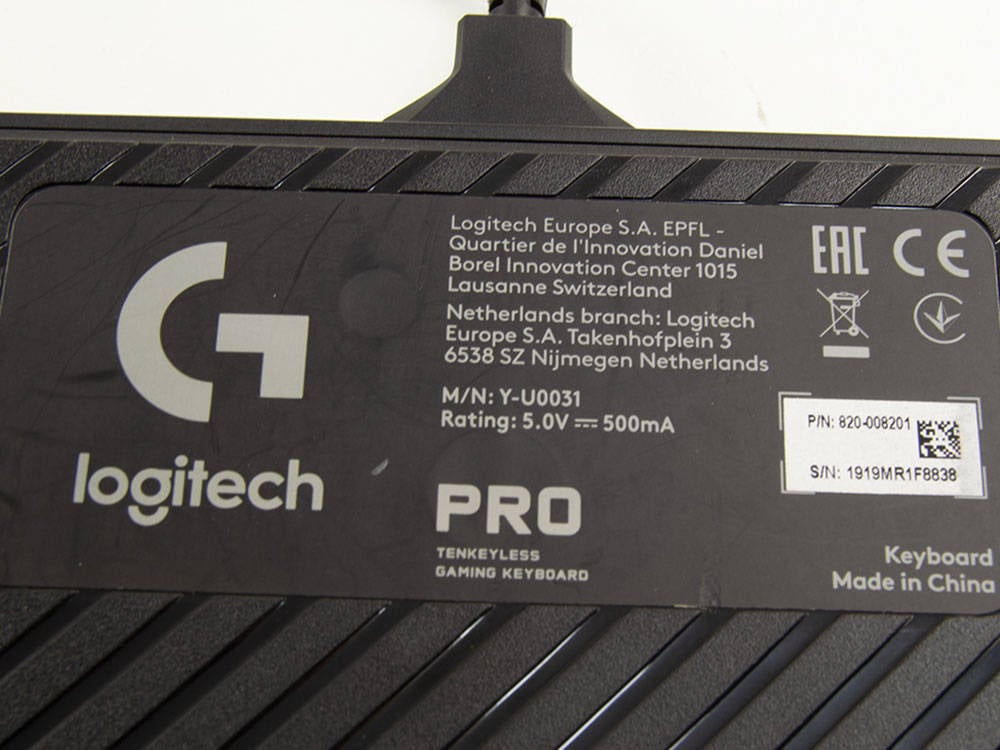 Logitech Europe S.A. EPFL -
Quartier de l'Innovation Daniel
Borel Innovation Center 1015
Lausanne Switzerland
Netherlands branch: Logitech
Europe S.A. Takenhofplein 3
6538 SZ Nijmegen Netherlands
M/N: Y-U0031
Rating: 5.0V ⎓ 500mA
EAC CE
P/N: 820-008201
S/N: 1919MR1F8838
G
logitech
PRO
TENKEYLESS
GAMING KEYBOARD
Keyboard
Made in China